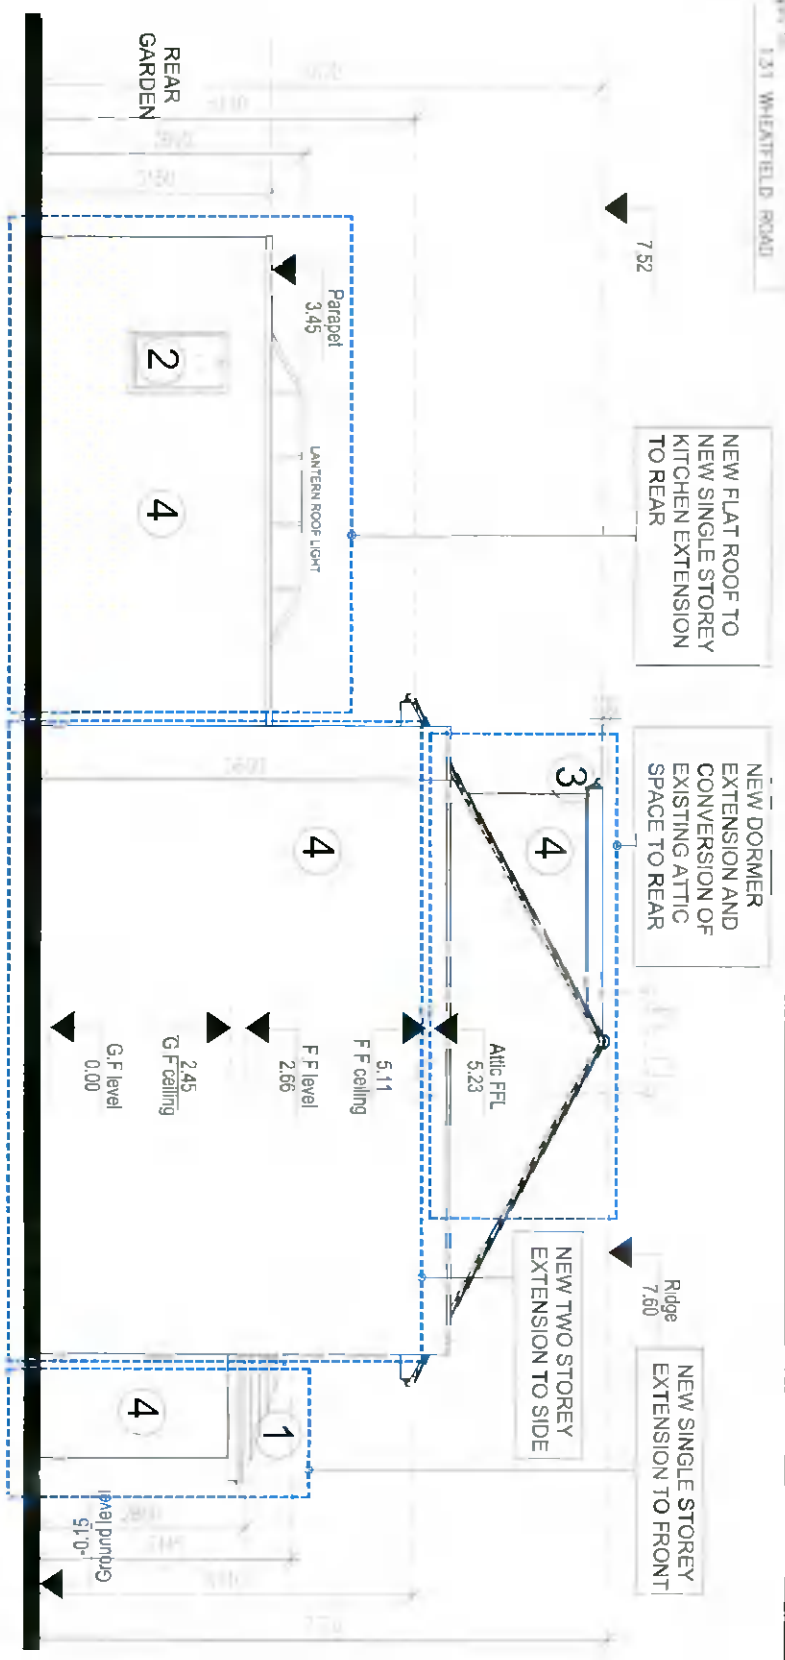 131 WHEATFIELD ROAD
7.52
NEW FLAT ROOF TO
NEW SINGLE STOREY
KITCHEN EXTENSION
TO REAR
NEW DORMER
EXTENSION AND
CONVERSION OF
EXISTING ATTIC
SPACE TO REAR
Ridge
7.60
NEW SINGLE STOREY
EXTENSION TO FRONT
NEW TWO STOREY
EXTENSION TO SIDE
REAR
GARDEN
Parapet
3.45
LANTERN ROOF LIGHT
2
4
3
4
4
Attic FFL
5.23
5.11
F.F ceiling
F.F level
2.66
2.45
G.F ceiling
G.F level
0.00
1
4
Ground level
-0.15